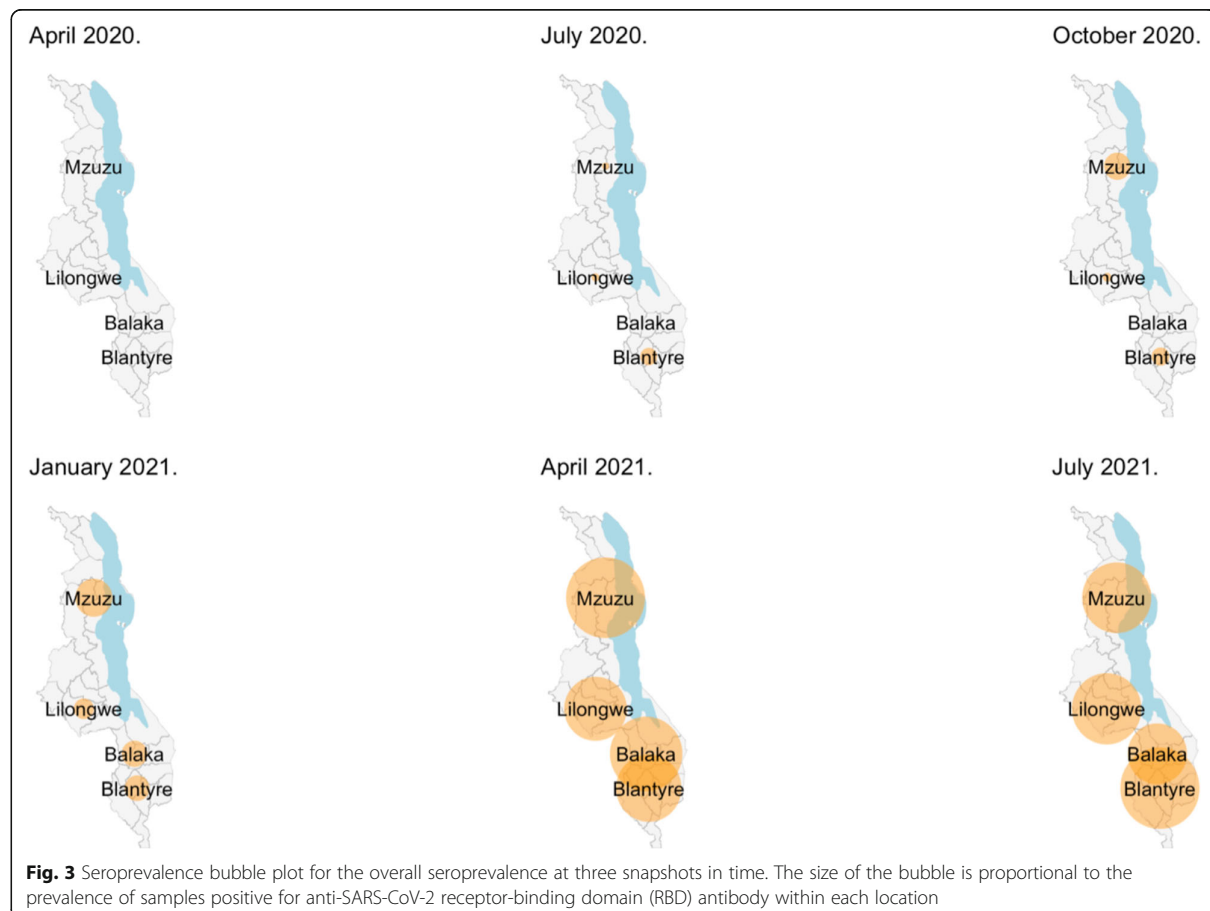 April 2020.
July 2020.
October 2020.
Mzuzu
Mzuzu
Mzuzu
Lilongwe
Lilongwe
Lilongwe
Balaka
Balaka
Balaka
Blantyre
Blantyre
Blantyre
January 2021.
April 2021.
July 2021.
Mzuzu
Mzuzu
Mzuzu
Lilongwe
Lilongwe
Lilongwe
Balaka
Balaka
Balaka
Blantyre
Blantyre
Blantyre
Fig. 3 Seroprevalence bubble plot for the overall seroprevalence at three snapshots in time. The size of the bubble is proportional to the
prevalence of samples positive for anti-SARS-CoV-2 receptor-binding domain (RBD) antibody within each location